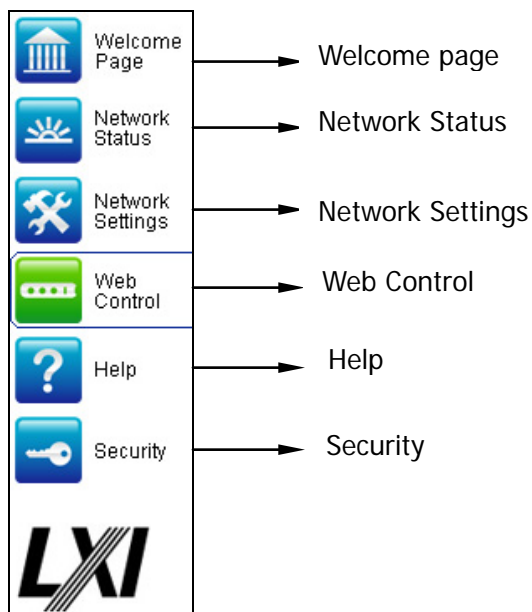 Welcome
Page
Welcome page
Network
Status
Network Status
Network
Settings
Network Settings
Web
Control
Web Control
?
Help
Help
Security
Security
LXI